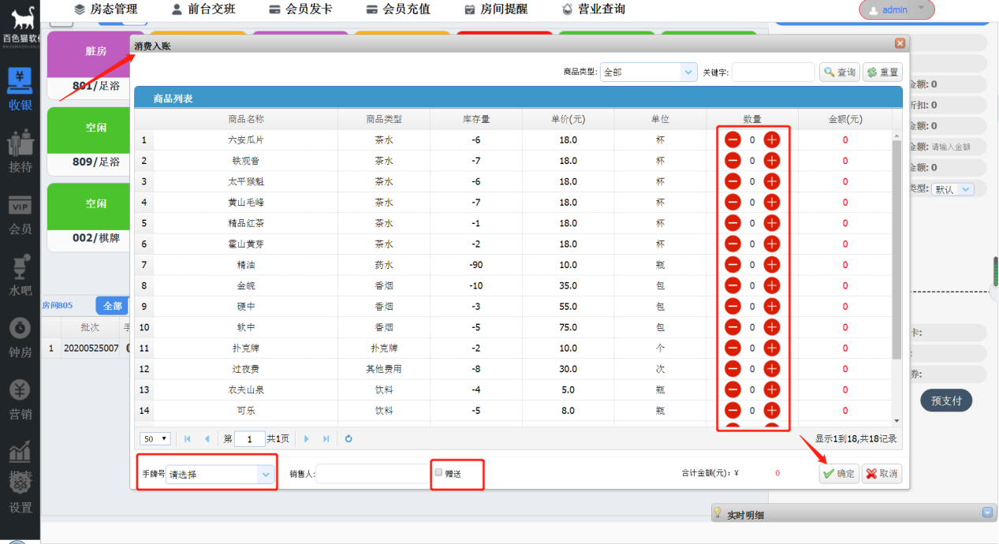 房态管理 前台交班 会员发卡 会员充值 房间提醒 营业查询 admin
百色猫软件
收银
接待
VIP
会员
水吧
钟房
营销
设置
脏房
801/足浴
空闲
809/足浴
空闲
002/棋牌
房间805 全部
批次
1 20200525007
消费入账
商品类型: 全部 关键字: 查询 重置
商品列表
商品名称 商品类型 库存量 单价(元) 单位 数量 金额(元)
1 六安瓜片 茶水 -6 18.0 杯 0 0
2 铁观音 茶水 -7 18.0 杯 0 0
3 太平猴魁 茶水 -6 18.0 杯 0 0
4 黄山毛峰 茶水 -7 18.0 杯 0 0
5 精品红茶 茶水 -1 18.0 杯 0 0
6 霍山黄芽 茶水 -2 18.0 杯 0 0
7 精油 药水 -90 10.0 瓶 0 0
8 金皖 香烟 -10 35.0 包 0 0
9 硬中 香烟 -3 55.0 包 0 0
10 软中 香烟 -5 75.0 包 0 0
11 扑克牌 扑克牌 -2 10.0 个 0 0
12 过夜费 其他费用 -8 30.0 次 0 0
13 农夫山泉 饮料 -4 5.0 瓶 0 0
14 可乐 饮料 -5 8.0 瓶 0 0
50 第 1 共1页 显示1到18,共18记录
手牌号 请选择 销售人: 赠送 合计金额(元): ¥ 0 确定 取消
金额: 0
折扣: 0
金额: 0
金额: 请输入金额
金额: 0
类型: 默认
卡:
券:
预支付
实时明细